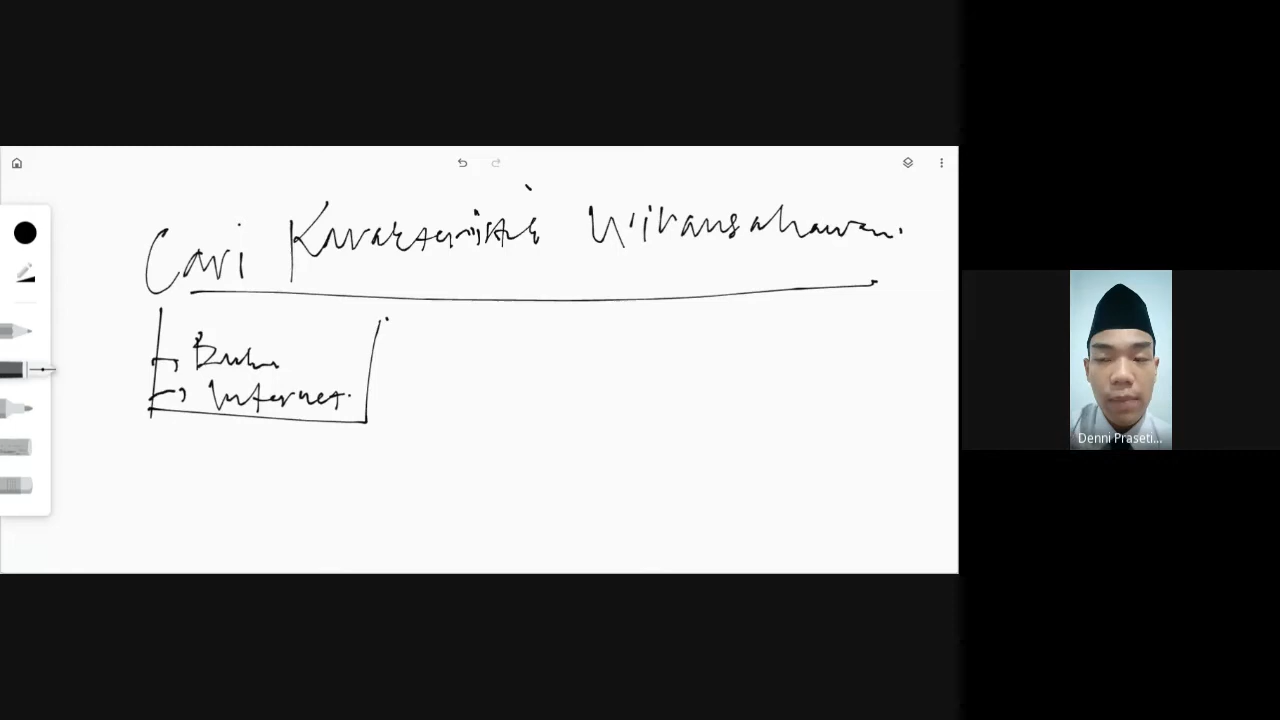 Cari Karakteristik Wirausahawan.
Buku
Internet.
Denni Praseti...